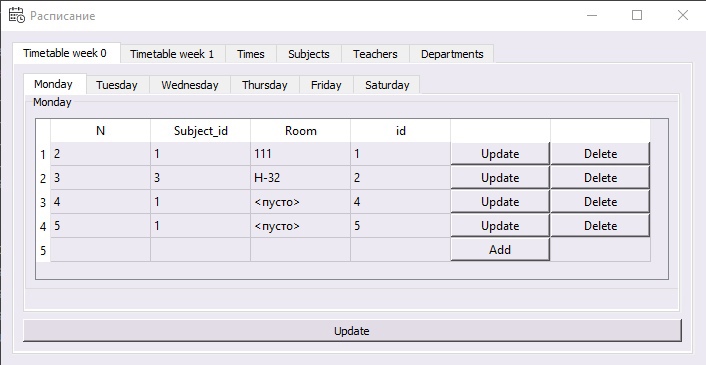 Расписание
Timetable week 0 Timetable week 1 Times Subjects Teachers Departments
Monday Tuesday Wednesday Thursday Friday Saturday
Monday
N Subject_id Room id
1 2 1 111 1 Update Delete
2 3 3 Н-32 2 Update Delete
3 4 1 <пусто> 4 Update Delete
4 5 1 <пусто> 5 Update Delete
5 Add
Update